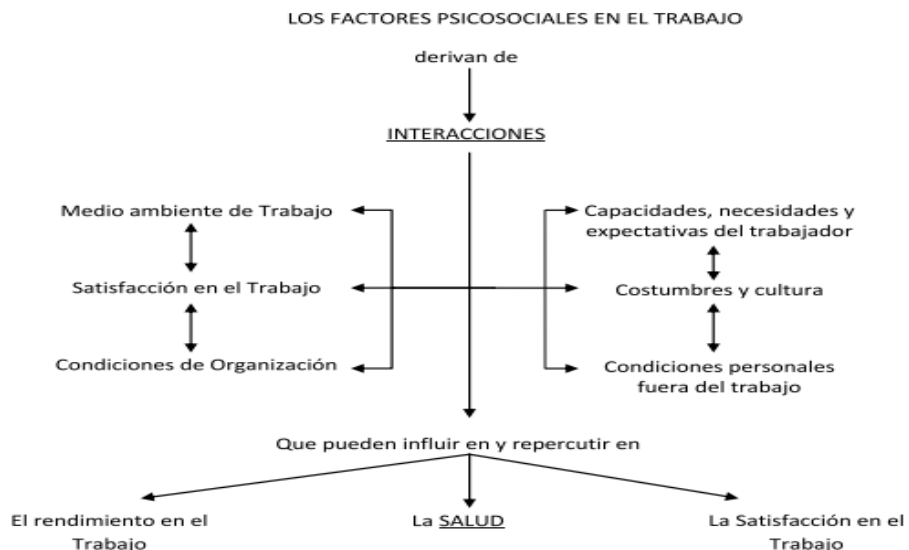 LOS FACTORES PSICOSOCIALES EN EL TRABAJO
derivan de
INTERACCIONES
Medio ambiente de Trabajo
Capacidades, necesidades y
expectativas del trabajador
Satisfacción en el Trabajo
Costumbres y cultura
Condiciones de Organización
Condiciones personales
fuera del trabajo
Que pueden influir en y repercutir en
El rendimiento en el
Trabajo
La SALUD
La Satisfacción en el
Trabajo